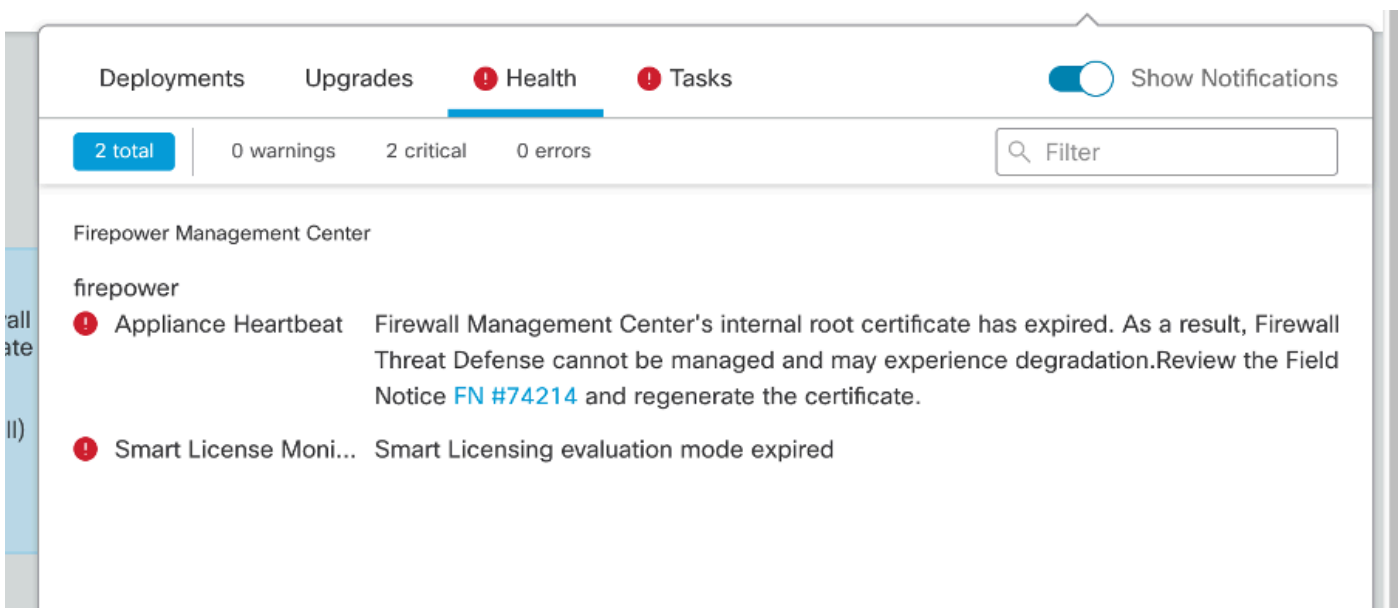 Deployments Upgrades Health Tasks Show Notifications
2 total 0 warnings 2 critical 0 errors Filter
Firepower Management Center
firepower
Appliance Heartbeat Firewall Management Center's internal root certificate has expired. As a result, Firewall
Threat Defense cannot be managed and may experience degradation.Review the Field
Notice FN #74214 and regenerate the certificate.
Smart License Moni... Smart Licensing evaluation mode expired